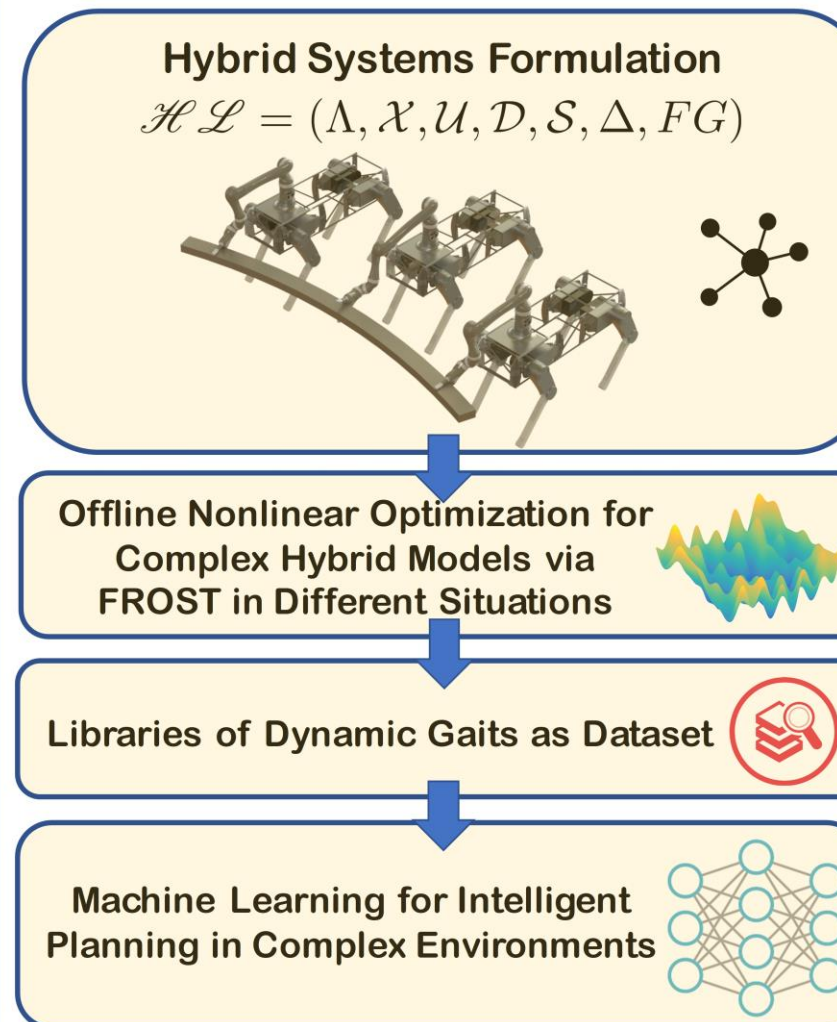 Hybrid Systems Formulation
ℋℒ = (Λ, 𝒳, 𝒰, 𝒟, 𝒮, Δ, FG)
Offline Nonlinear Optimization for
Complex Hybrid Models via
FROST in Different Situations
Libraries of Dynamic Gaits as Dataset
Machine Learning for Intelligent
Planning in Complex Environments